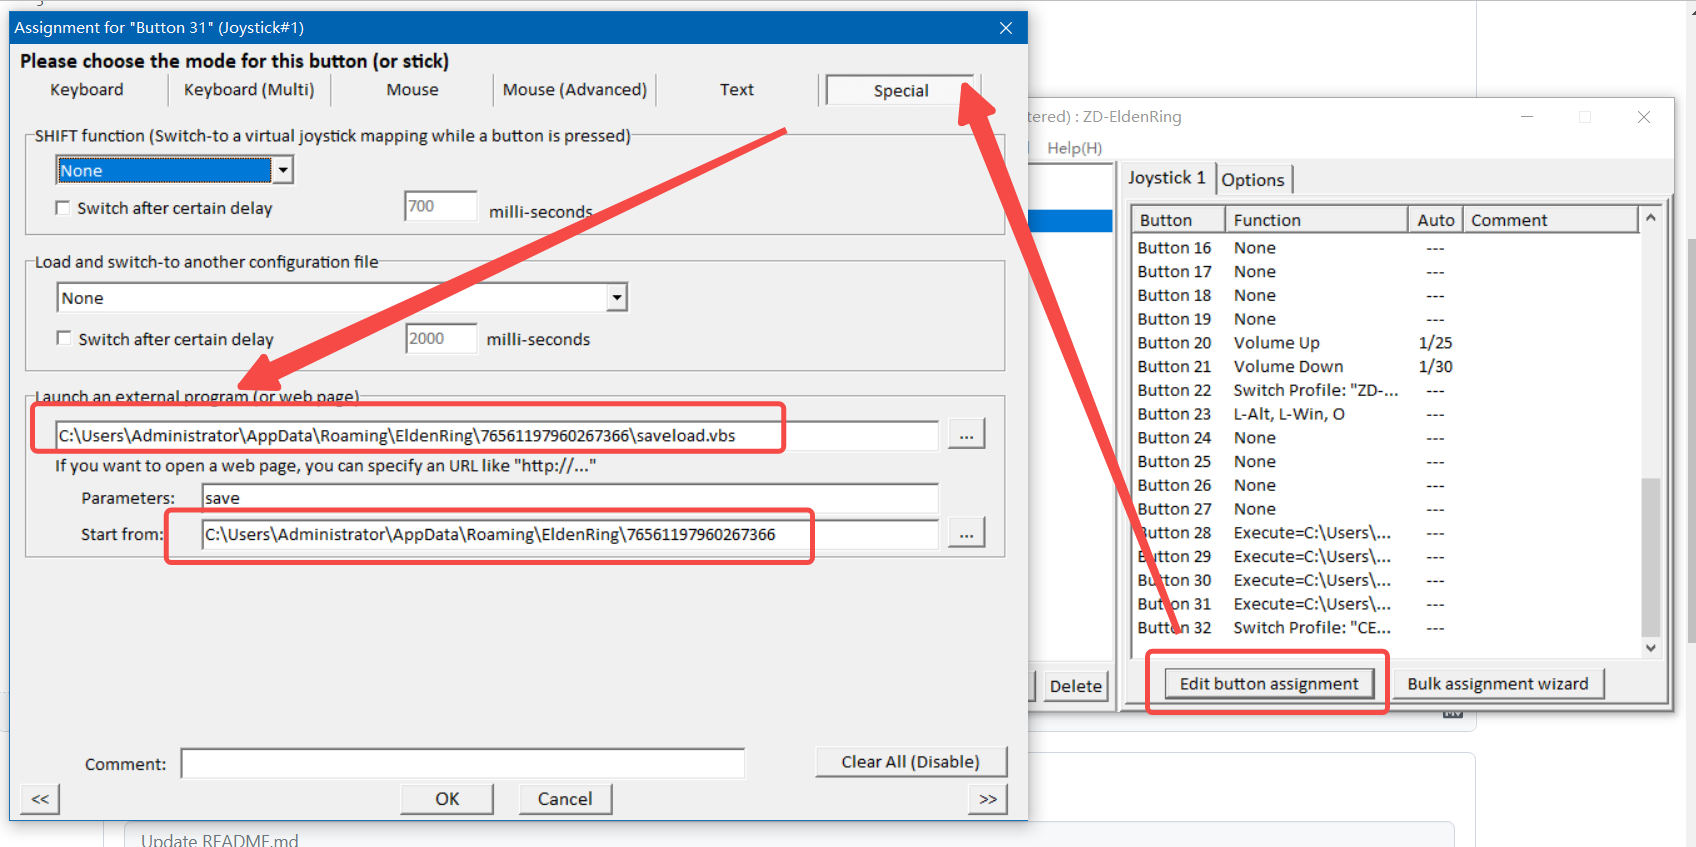 Assignment for "Button 31" (Joystick#1)
Please choose the mode for this button (or stick)
Keyboard
Keyboard (Multi)
Mouse
Mouse (Advanced)
Text
Special
SHIFT function (Switch-to a virtual joystick mapping while a button is pressed)
None
Switch after certain delay
700
milli-seconds
Load and switch-to another configuration file
None
Switch after certain delay
2000
milli-seconds
Launch an external program (or web page)
C:\Users\Administrator\AppData\Roaming\EldenRing\76561197960267366\saveload.vbs
...
If you want to open a web page, you can specify an URL like "http://..."
Parameters:
save
Start from:
C:\Users\Administrator\AppData\Roaming\EldenRing\76561197960267366
...
Comment:
Clear All (Disable)
<<
OK
Cancel
>>
tered) : ZD-EldenRing
Help(H)
Joystick 1
Options
Button Function Auto Comment
Button 16 None ---
Button 17 None ---
Button 18 None ---
Button 19 None ---
Button 20 Volume Up 1/25
Button 21 Volume Down 1/30
Button 22 Switch Profile: "ZD-... ---
Button 23 L-Alt, L-Win, O ---
Button 24 None ---
Button 25 None ---
Button 26 None ---
Button 27 None ---
Button 28 Execute=C:\Users\... ---
Button 29 Execute=C:\Users\... ---
Button 30 Execute=C:\Users\... ---
Button 31 Execute=C:\Users\... ---
Button 32 Switch Profile: "CE... ---
Delete
Edit button assignment
Bulk assignment wizard
Update README.md